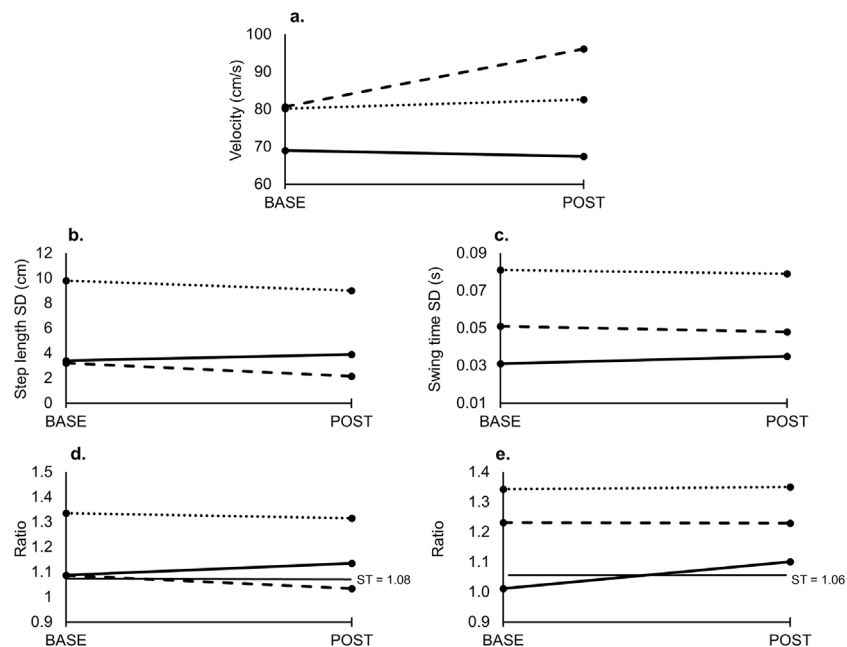 a.
Velocity (cm/s)
100
90
80
70
60
BASE POST
b.
Step length SD (cm)
12
10
8
6
4
2
0
BASE POST
c.
Swing time SD (s)
0.09
0.07
0.05
0.03
0.01
BASE POST
d.
Ratio
1.5
1.4
1.3
1.2
1.1
1
0.9
ST = 1.08
BASE POST
e.
Ratio
1.4
1.3
1.2
1.1
1.0
0.9
ST = 1.06
BASE POST